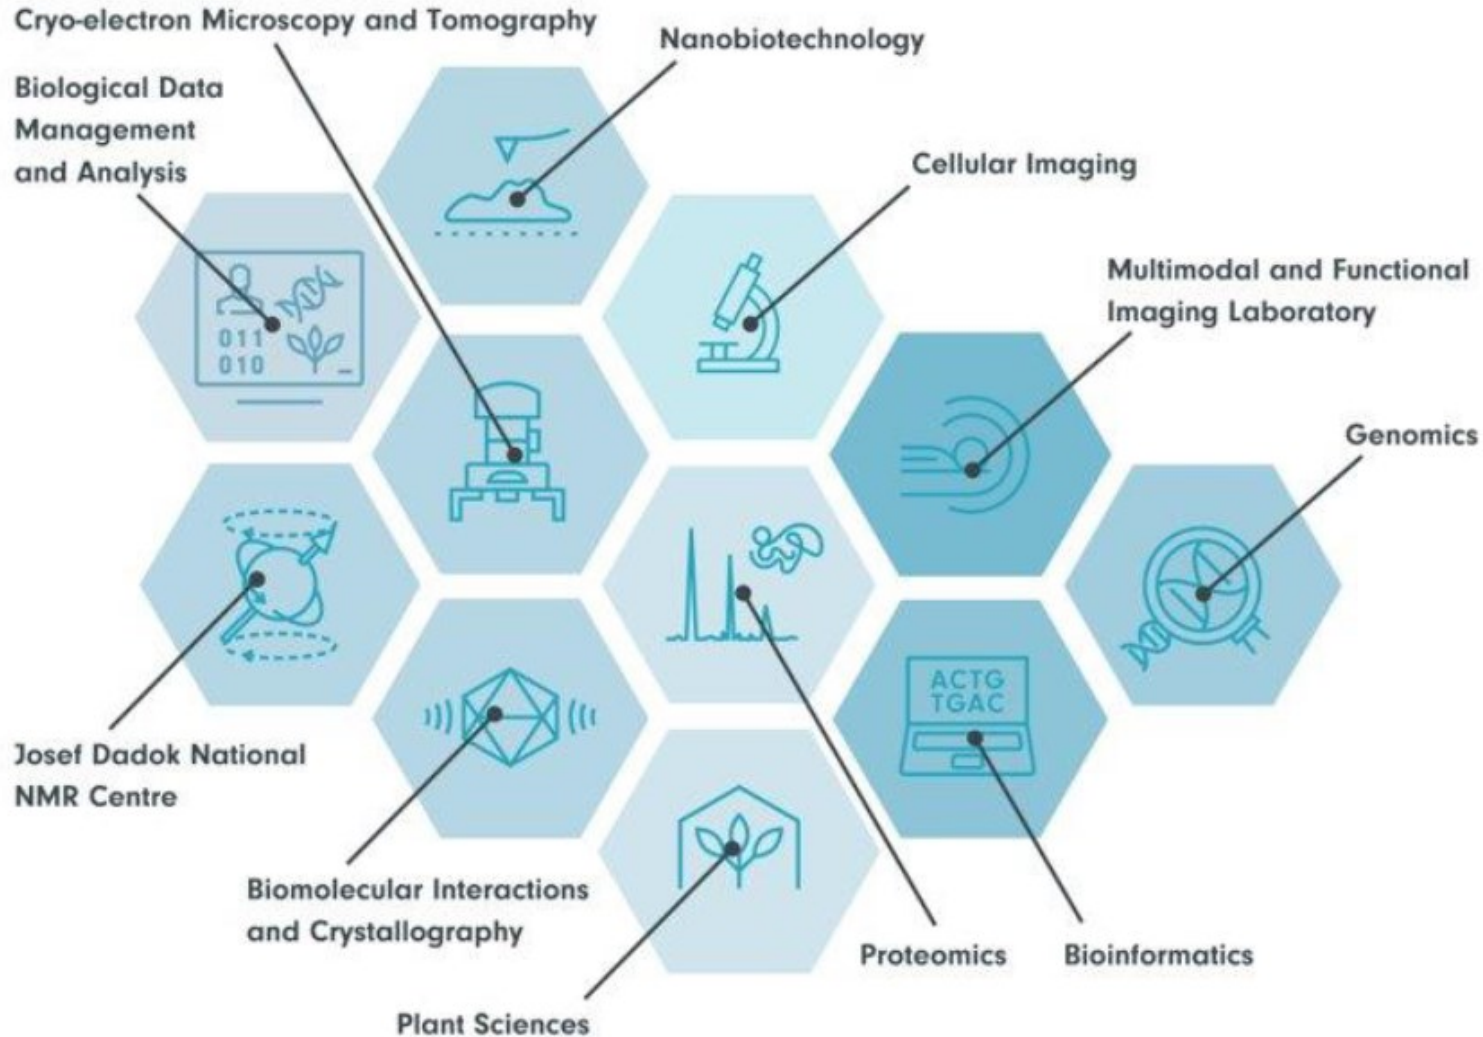 Cryo-electron Microscopy and Tomography
Nanobiotechnology
Biological Data
Management
and Analysis
Cellular Imaging
Multimodal and Functional
Imaging Laboratory
Genomics
011
010
ACTG
TGAC
Josef Dadok National
NMR Centre
Biomolecular Interactions
and Crystallography
Proteomics
Bioinformatics
Plant Sciences